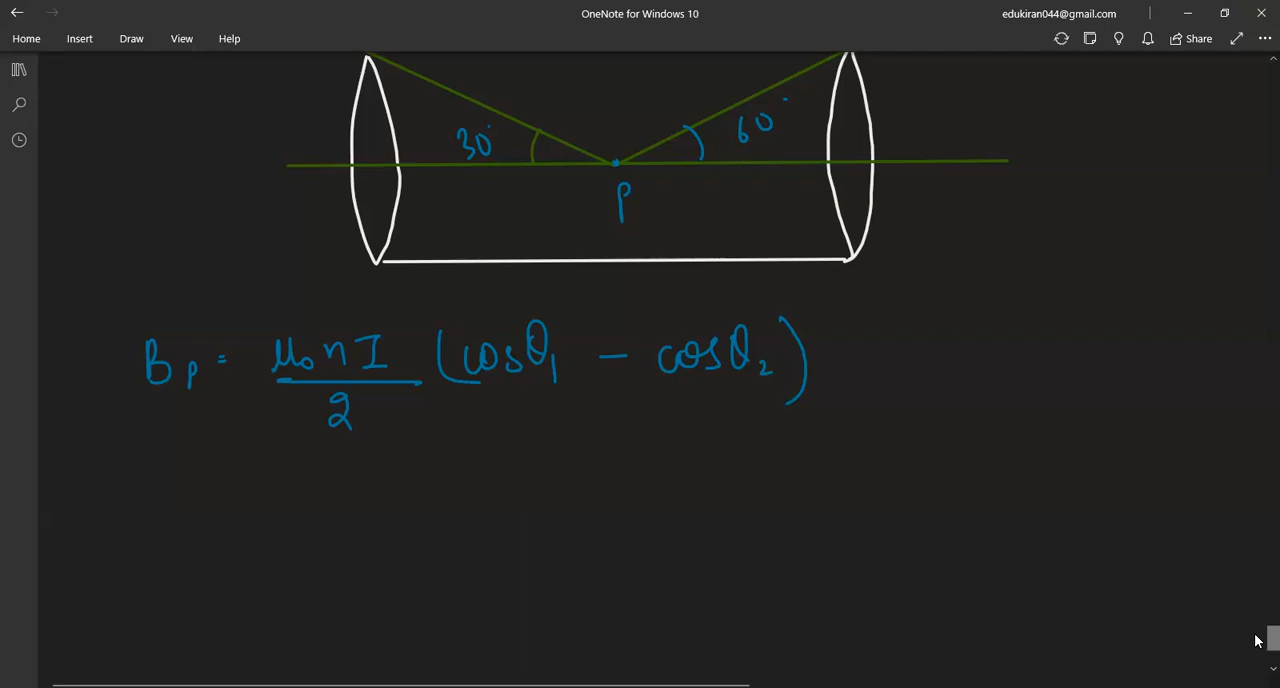 OneNote for Windows 10
edukiran044@gmail.com
Home Insert Draw View Help
Share
30° 60°
P
Bp = μ₀nI/2 (cosθ₁ − cosθ₂)